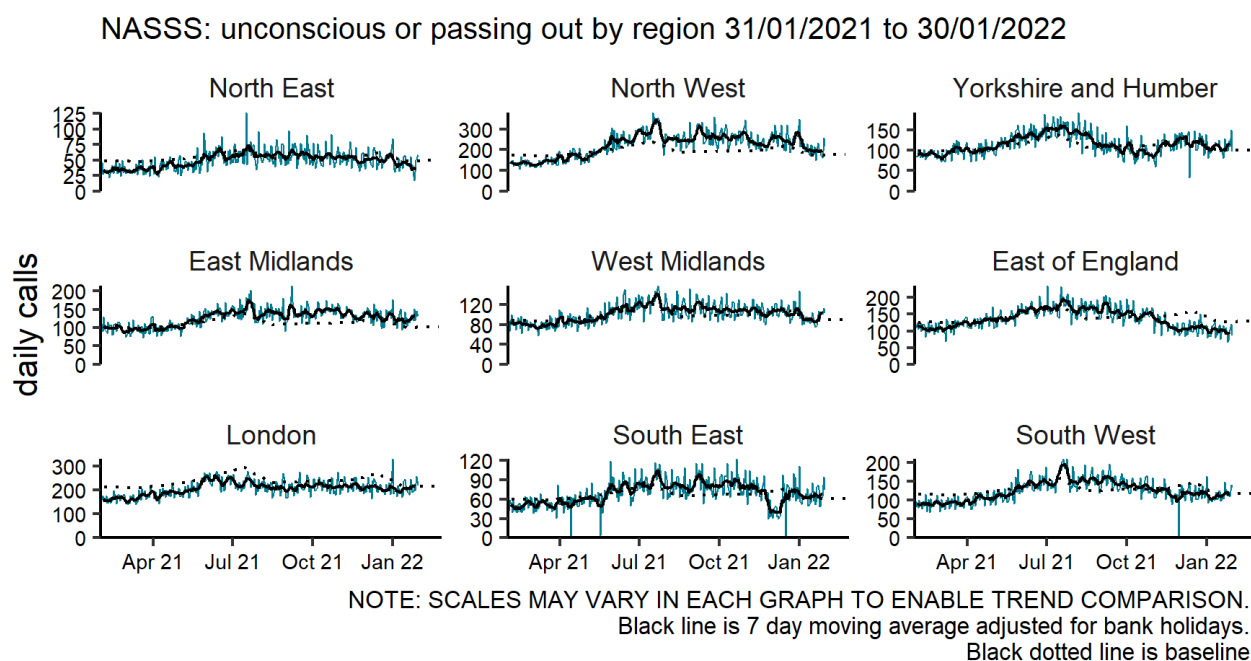 NASSS: unconscious or passing out by region 31/01/2021 to 30/01/2022
North East
North West
Yorkshire and Humber
125
100
75
50
25
0
300
200
100
0
150
100
50
0
daily calls
East Midlands
West Midlands
East of England
200
150
100
50
0
120
80
40
0
200
150
100
50
0
London
South East
South West
300
200
100
0
120
90
60
30
0
200
150
100
50
0
Apr 21 Jul 21 Oct 21 Jan 22
Apr 21 Jul 21 Oct 21 Jan 22
Apr 21 Jul 21 Oct 21 Jan 22
NOTE: SCALES MAY VARY IN EACH GRAPH TO ENABLE TREND COMPARISON.
Black line is 7 day moving average adjusted for bank holidays.
Black dotted line is baseline